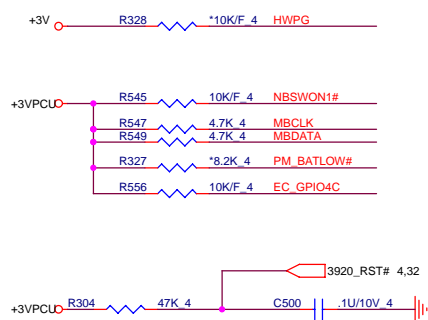 +3V R328 *10K/F_4 HWPG
+3VPCU R545 10K/F_4 NBSWON1#
R547 4.7K_4 MBCLK
R549 4.7K_4 MBDATA
R327 *8.2K_4 PM_BATLOW#
R556 10K/F_4 EC_GPIO4C
3920_RST# 4,32
+3VPCU R304 47K_4 C500 .1U/10V_4